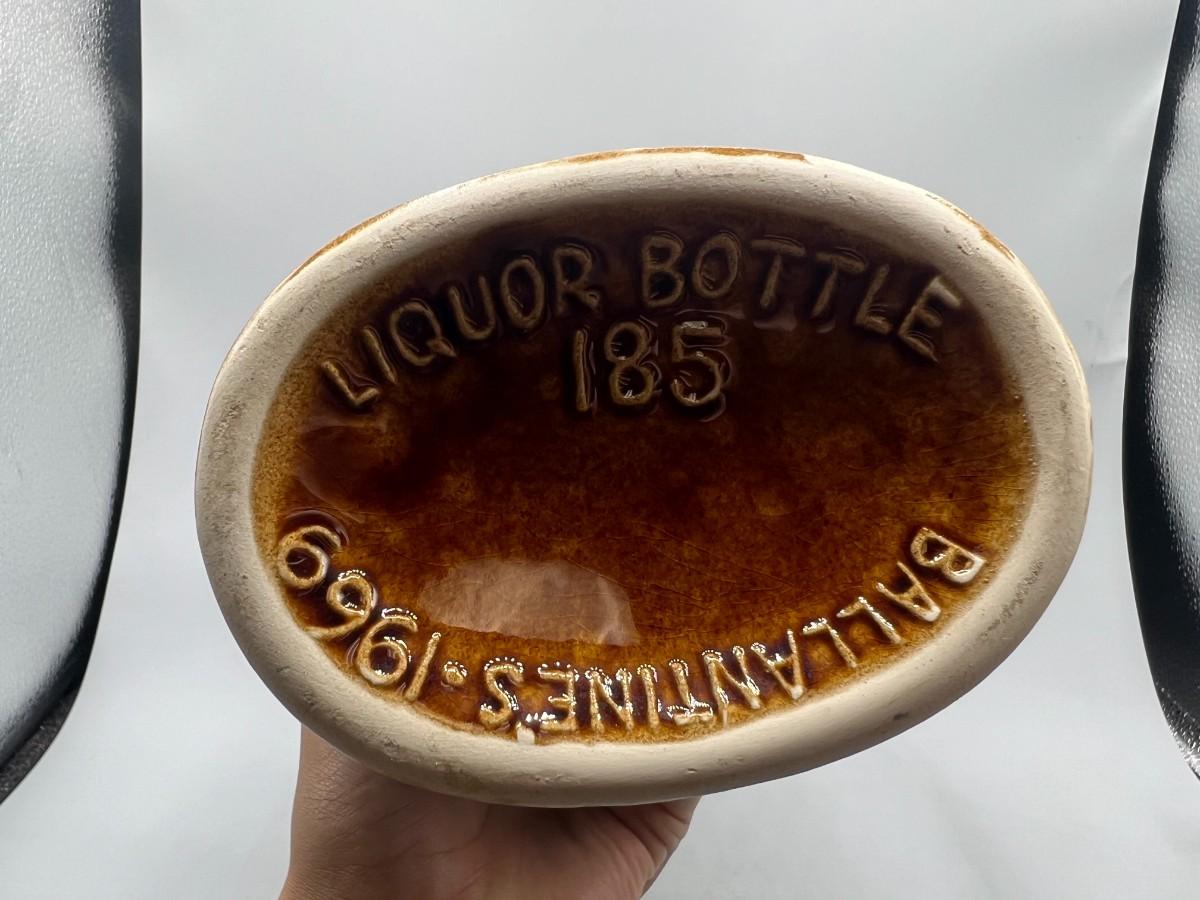 LIQUOR BOTTLE
185
BALLANTINE'S · 1969